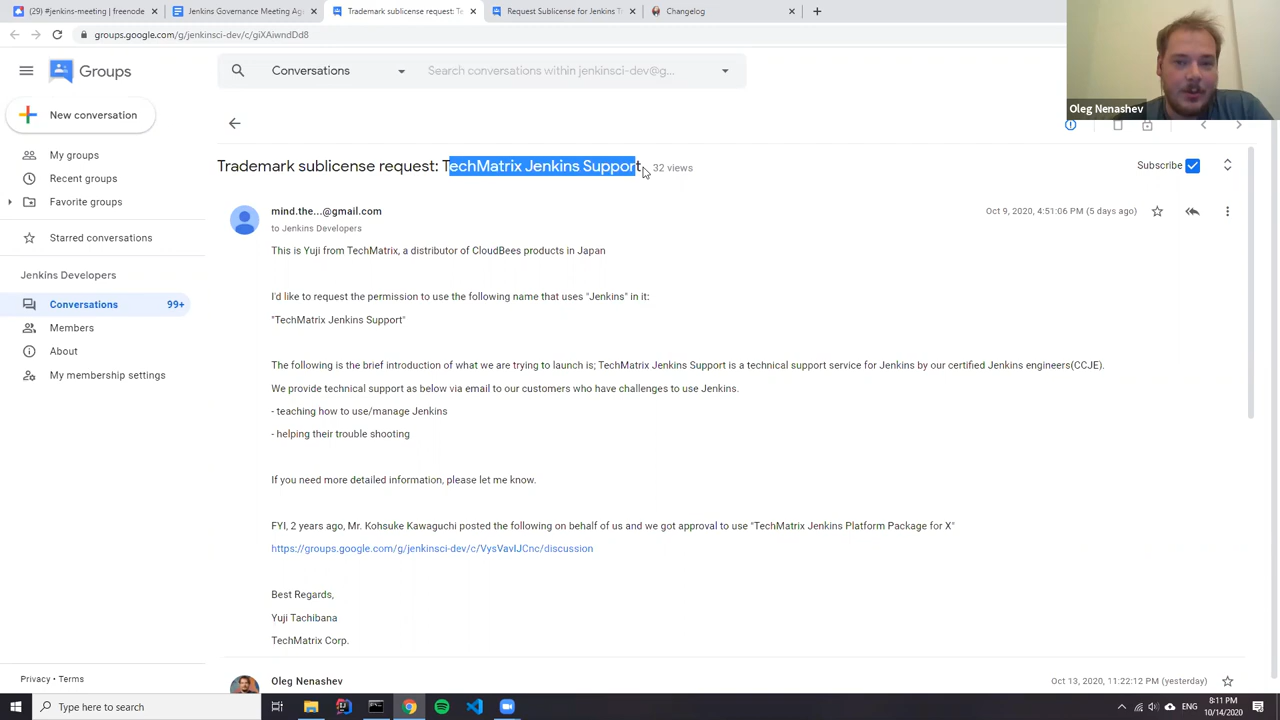 (29) #jenkins-meeting | freenode
Jenkins Governance Meeting Ag
Trademark sublicense request: Te
Request Sublicense for Jenkins Tr
Changelog
groups.google.com/g/jenkinsci-dev/c/giXAiwndDd8
Groups
Conversations
Search conversations within jenkinsci-dev@g...
Oleg Nenashev
New conversation
My groups
Recent groups
Favorite groups
Starred conversations
Jenkins Developers
Conversations 99+
Members
About
My membership settings
Privacy • Terms
Trademark sublicense request: TechMatrix Jenkins Support 32 views
Subscribe
mind.the...@gmail.com
Oct 9, 2020, 4:51:06 PM (5 days ago)
to Jenkins Developers
This is Yuji from TechMatrix, a distributor of CloudBees products in Japan
I'd like to request the permission to use the following name that uses "Jenkins" in it:
"TechMatrix Jenkins Support"
The following is the brief introduction of what we are trying to launch is; TechMatrix Jenkins Support is a technical support service for Jenkins by our certified Jenkins engineers(CCJE).
We provide technical support as below via email to our customers who have challenges to use Jenkins.
- teaching how to use/manage Jenkins
- helping their trouble shooting
If you need more detailed information, please let me know.
FYI, 2 years ago, Mr. Kohsuke Kawaguchi posted the following on behalf of us and we got approval to use "TechMatrix Jenkins Platform Package for X"
https://groups.google.com/g/jenkinsci-dev/c/VysVavIJCnc/discussion
Best Regards,
Yuji Tachibana
TechMatrix Corp.
Oleg Nenashev
Oct 13, 2020, 11:22:12 PM (yesterday)
Type here to search
ENG
8:11 PM
10/14/2020